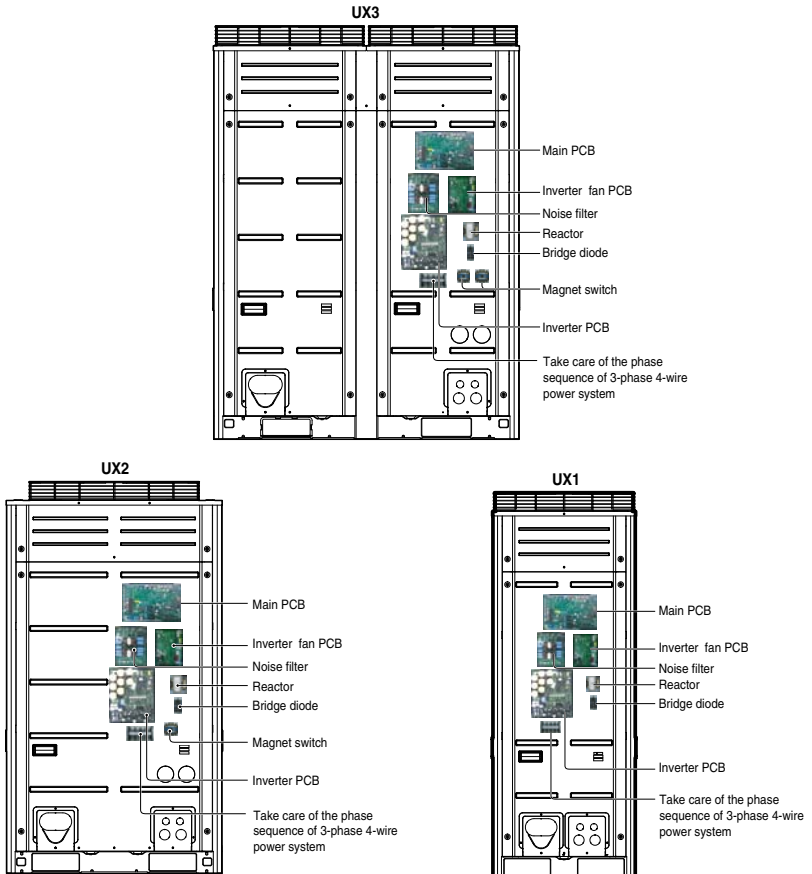 UX3
Main PCB
Inverter fan PCB
Noise filter
Reactor
Bridge diode
Magnet switch
Inverter PCB
Take care of the phase
sequence of 3-phase 4-wire
power system
UX2
Main PCB
Inverter fan PCB
Noise filter
Reactor
Bridge diode
Magnet switch
Inverter PCB
Take care of the phase
sequence of 3-phase 4-wire
power system
UX1
Main PCB
Inverter fan PCB
Noise filter
Reactor
Bridge diode
Inverter PCB
Take care of the phase
sequence of 3-phase 4-wire
power system